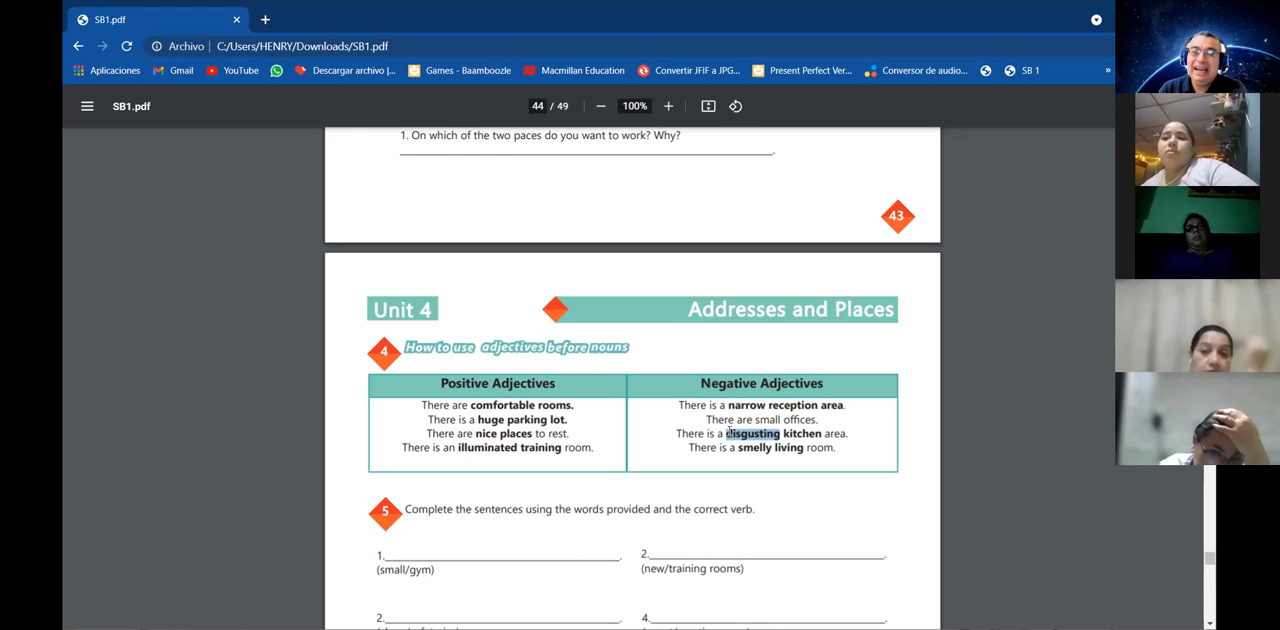 SB1.pdf
Archivo C:/Users/HENRY/Downloads/SB1.pdf
Aplicaciones Gmail YouTube Descargar archivo |... Games - Baamboozle Macmillan Education Convertir JFIF a JPG... Present Perfect Ver... Conversor de audio... SB 1 »
SB1.pdf 44 / 49 100%
1. On which of the two paces do you want to work? Why?
43
Unit 4
Addresses and Places
4 How to use adjectives before nouns
Positive Adjectives
There are comfortable rooms.
There is a huge parking lot.
There are nice places to rest.
There is an illuminated training room.
Negative Adjectives
There is a narrow reception area.
There are small offices.
There is a disgusting kitchen area.
There is a smelly living room.
5 Complete the sentences using the words provided and the correct verb.
1.
(small/gym)
2.
(new/training rooms)
2.
4.